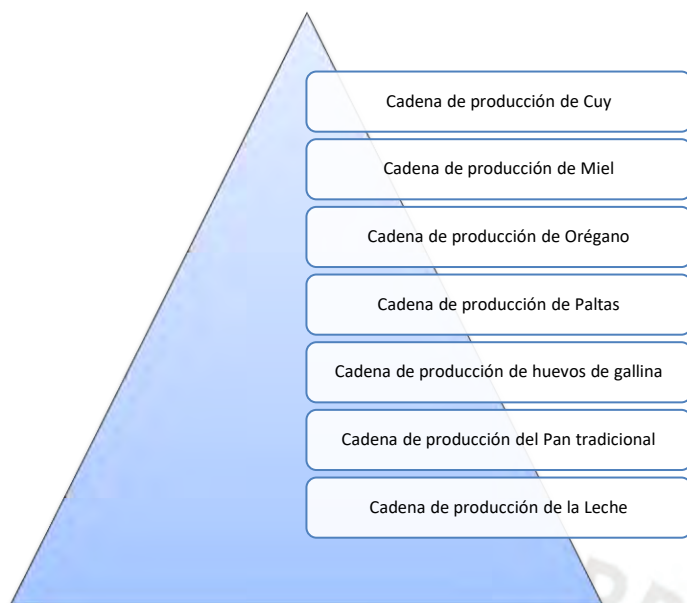 Cadena de producción de Cuy
Cadena de producción de Miel
Cadena de producción de Orégano
Cadena de producción de Paltas
Cadena de producción de huevos de gallina
Cadena de producción del Pan tradicional
Cadena de producción de la Leche